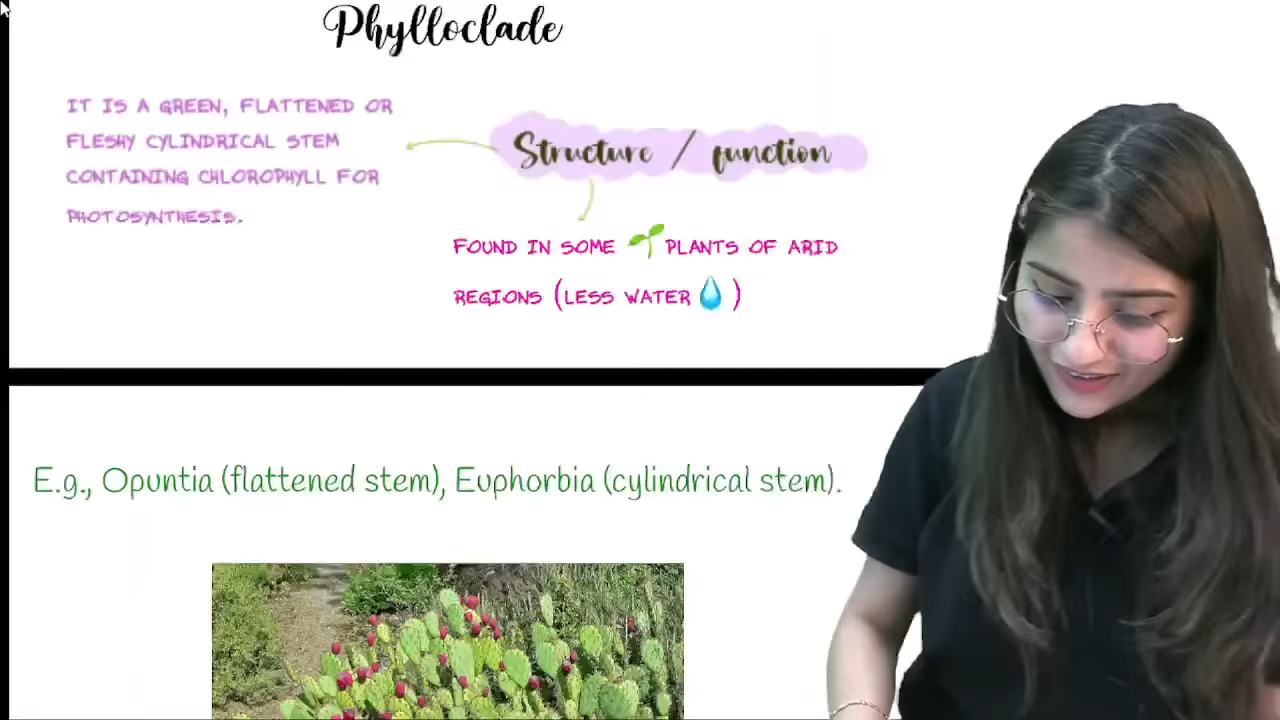 Phylloclade
IT IS A GREEN, FLATTENED OR
FLESHY CYLINDRICAL STEM
CONTAINING CHLOROPHYLL FOR
PHOTOSYNTHESIS.
Structure / function
FOUND IN SOME 🌱 PLANTS OF ARID
REGIONS (LESS WATER💧)
E.g., Opuntia (flattened stem), Euphorbia (cylindrical stem).